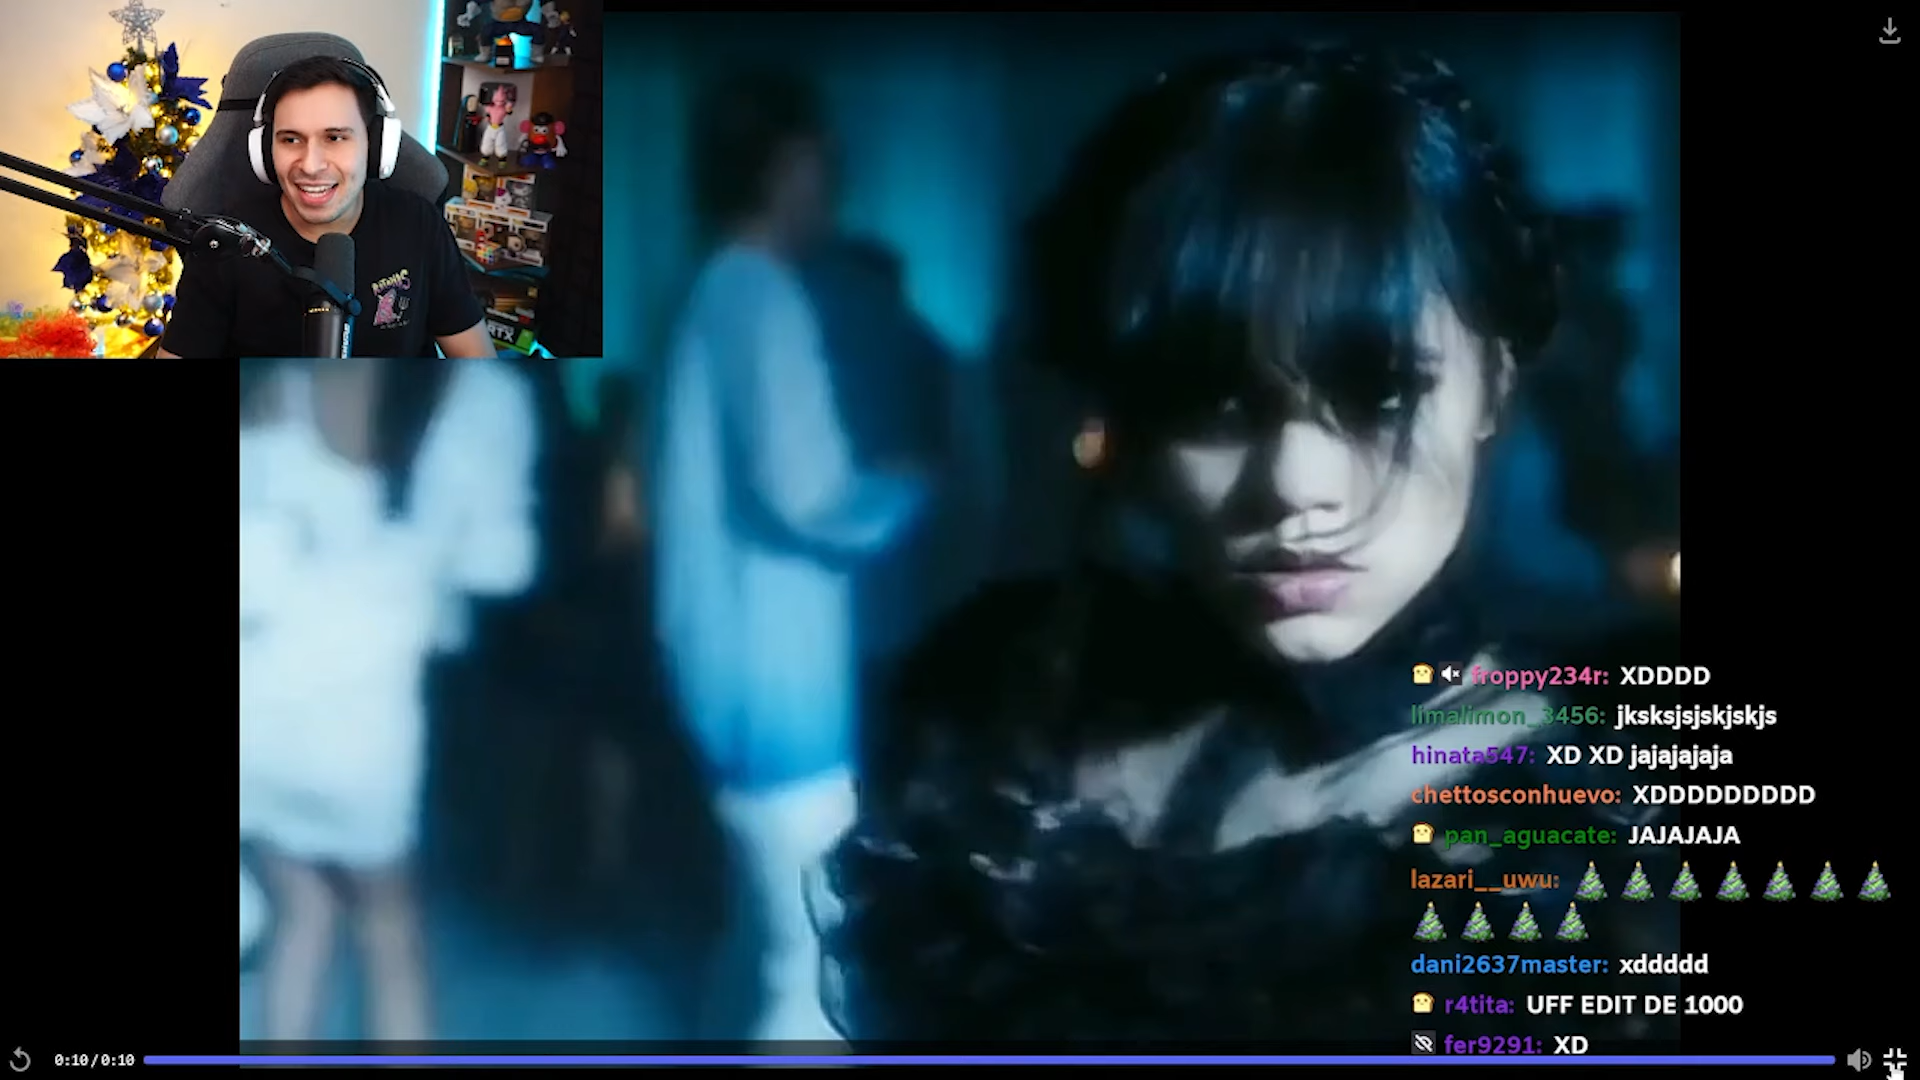 RTX
froppy234r: XDDDD
limalimon_3456: jksksjsjskjskjs
hinata547: XD XD jajajajaja
chettosconhuevo: XDDDDDDDDD
pan_aguacate: JAJAJAJA
lazari__uwu:
dani2637master: xddddd
r4tita: UFF EDIT DE 1000
fer9291: XD
0:10/0:10